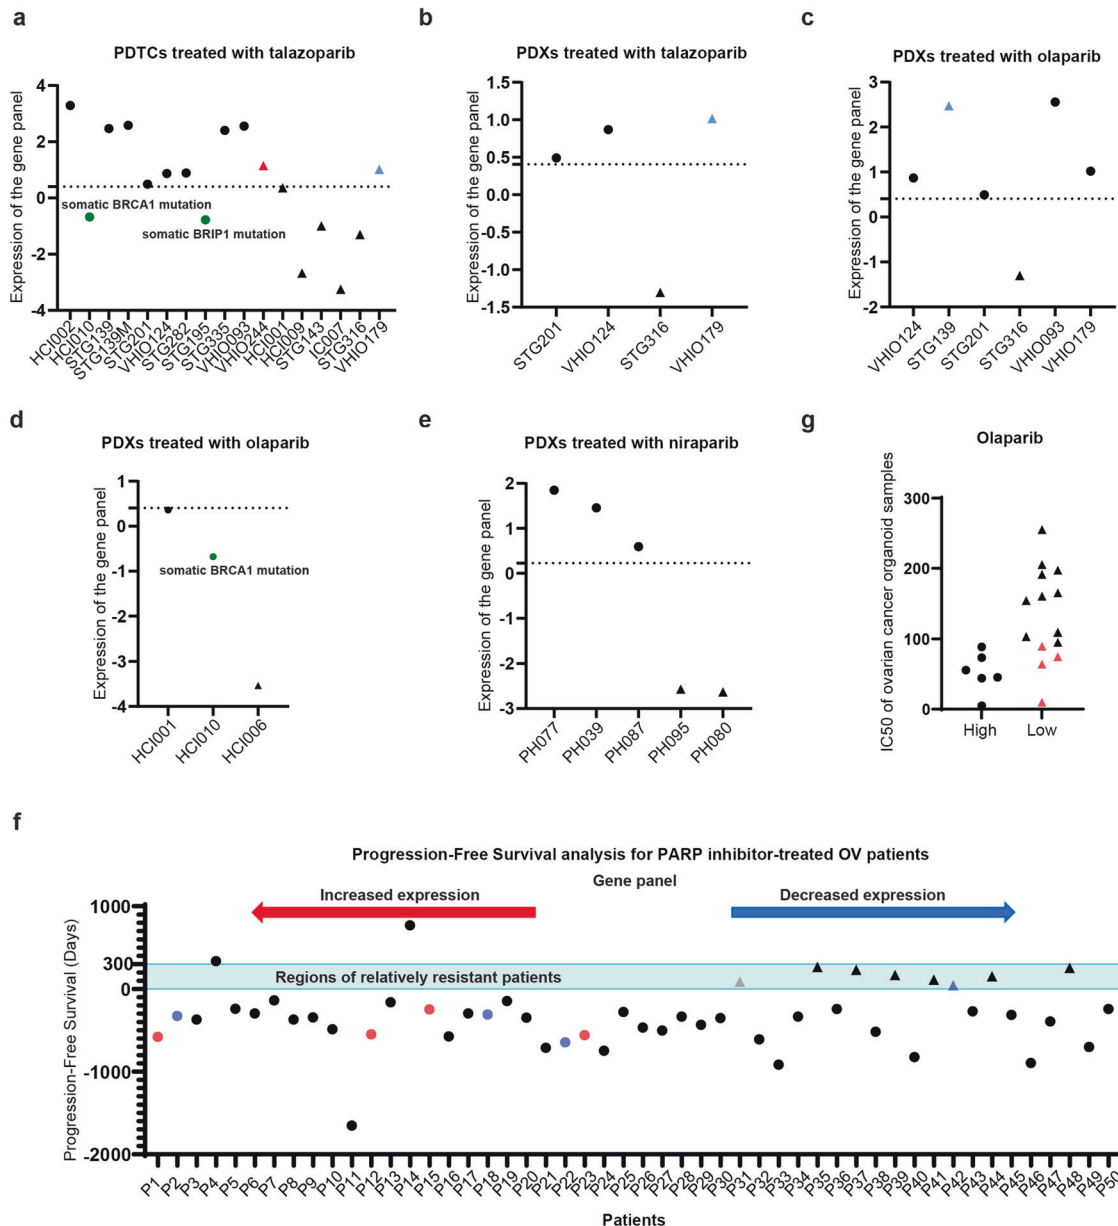 a
PDTCs treated with talazoparib
Expression of the gene panel
4
2
0
-2
-4
somatic BRCA1 mutation
somatic BRIP1 mutation
HCI002
HCI010
STG139
STG139M
STG201
VHIO124
STG282
STG195
STG335
VHIO093
VHIO244
HCI001
HCI009
STG143
IC007
STG316
VHIO179
b
PDXs treated with talazoparib
Expression of the gene panel
1.5
1.0
0.5
0.0
-0.5
-1.0
-1.5
STG201
VHIO124
STG316
VHIO179
c
PDXs treated with olaparib
Expression of the gene panel
3
2
1
0
-1
-2
VHIO124
STG139
STG201
STG316
VHIO093
VHIO179
d
PDXs treated with olaparib
Expression of the gene panel
1
0
-1
-2
-3
-4
somatic BRCA1 mutation
HCI001
HCI010
HCI006
e
PDXs treated with niraparib
Expression of the gene panel
2
1
0
-1
-2
-3
PH077
PH039
PH087
PH095
PH080
g
Olaparib
IC50 of ovarian cancer organoid samples
300
200
100
0
High
Low
f
Progression-Free Survival analysis for PARP inhibitor-treated OV patients
Gene panel
Increased expression
Decreased expression
Regions of relatively resistant patients
Progression-Free Survival (Days)
1000
300
0
-1000
-2000
P1
P2
P3
P4
P5
P6
P7
P8
P9
P10
P11
P12
P13
P14
P15
P16
P17
P18
P19
P20
P21
P22
P23
P24
P25
P26
P27
P28
P29
P30
P31
P32
P33
P34
P35
P36
P37
P38
P39
P40
P41
P42
P43
P44
P45
P46
P47
P48
P49
P50
Patients